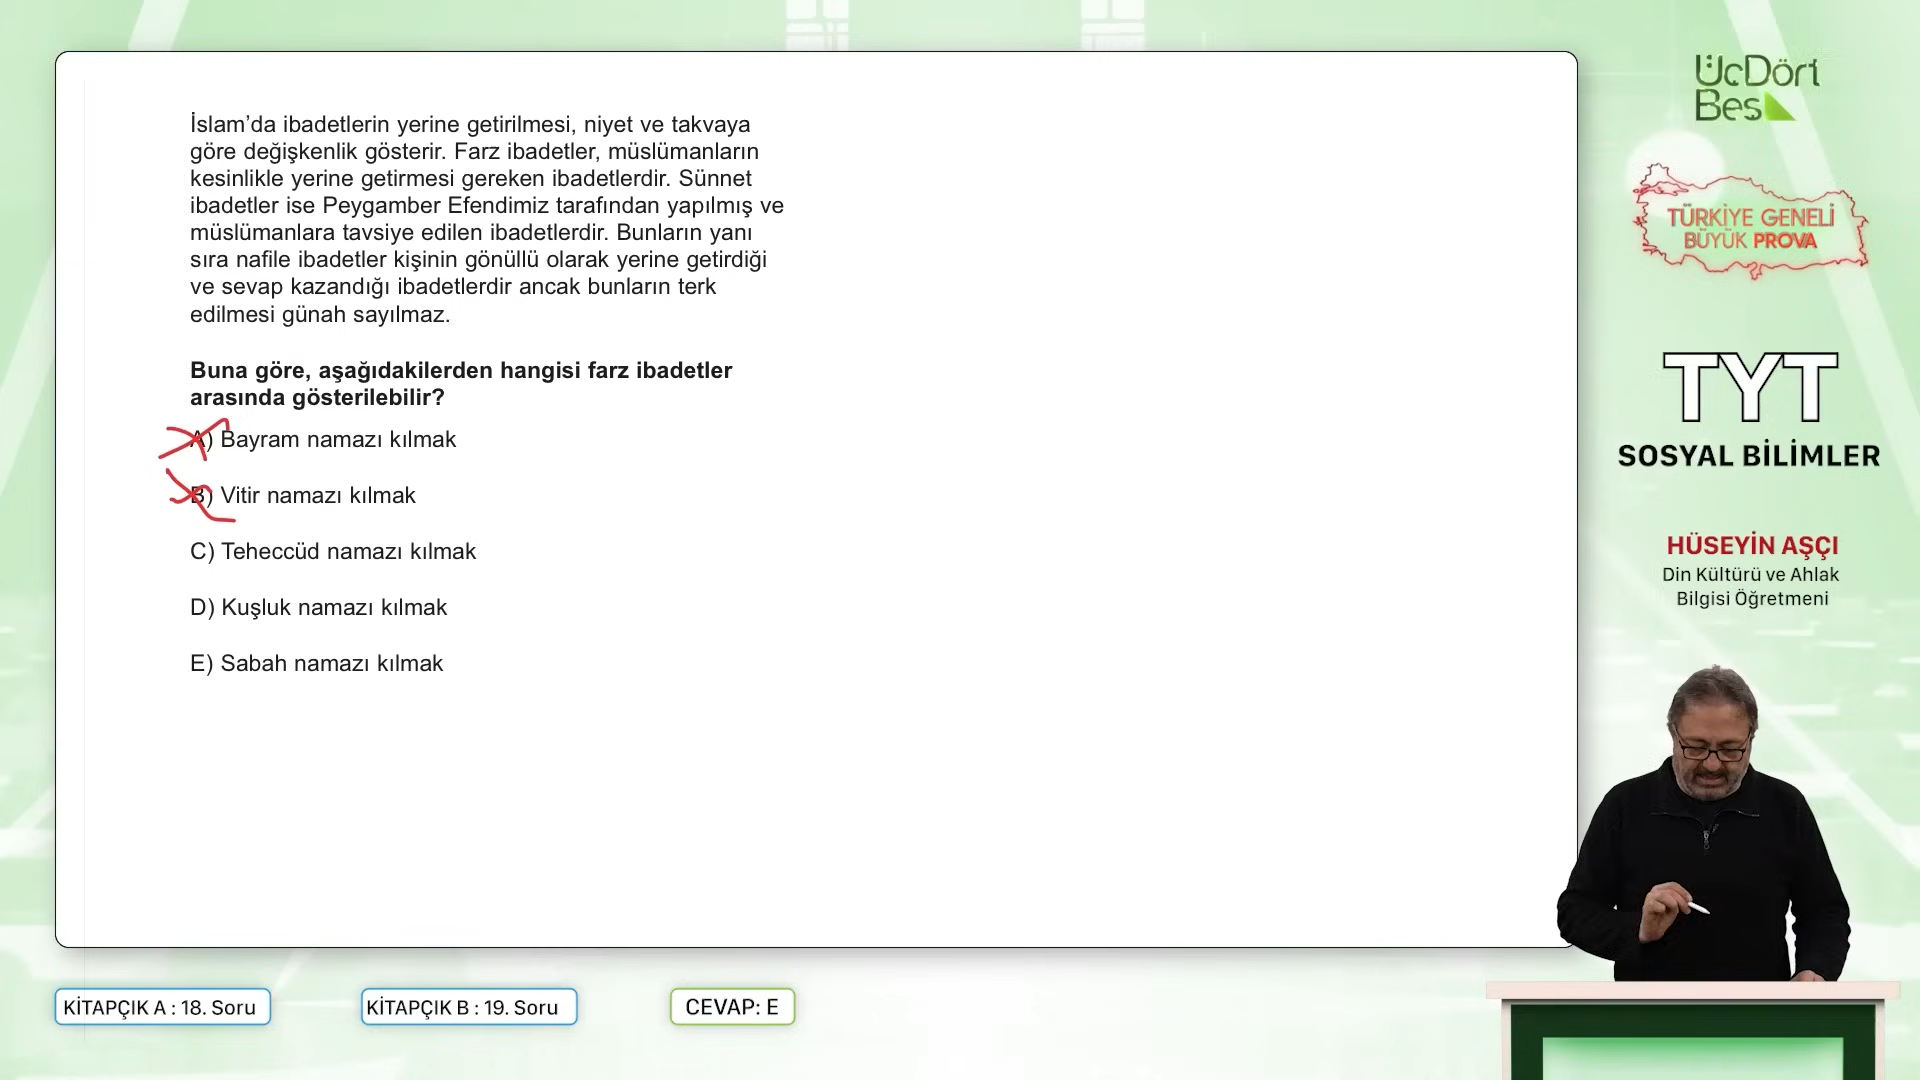 İslam’da ibadetlerin yerine getirilmesi, niyet ve takvaya
göre değişkenlik gösterir. Farz ibadetler, müslümanların
kesinlikle yerine getirmesi gereken ibadetlerdir. Sünnet
ibadetler ise Peygamber Efendimiz tarafından yapılmış ve
müslümanlara tavsiye edilen ibadetlerdir. Bunların yanı
sıra nafile ibadetler kişinin gönüllü olarak yerine getirdiği
ve sevap kazandığı ibadetlerdir ancak bunların terk
edilmesi günah sayılmaz.
Buna göre, aşağıdakilerden hangisi farz ibadetler
arasında gösterilebilir?
A) Bayram namazı kılmak
B) Vitir namazı kılmak
C) Teheccüd namazı kılmak
D) Kuşluk namazı kılmak
E) Sabah namazı kılmak
KİTAPÇIK A : 18. Soru
KİTAPÇIK B : 19. Soru
CEVAP: E
ÜçDört
Beş
TÜRKİYE GENELİ
BÜYÜK PROVA
TYT
SOSYAL BİLİMLER
HÜSEYİN AŞÇI
Din Kültürü ve Ahlak
Bilgisi Öğretmeni